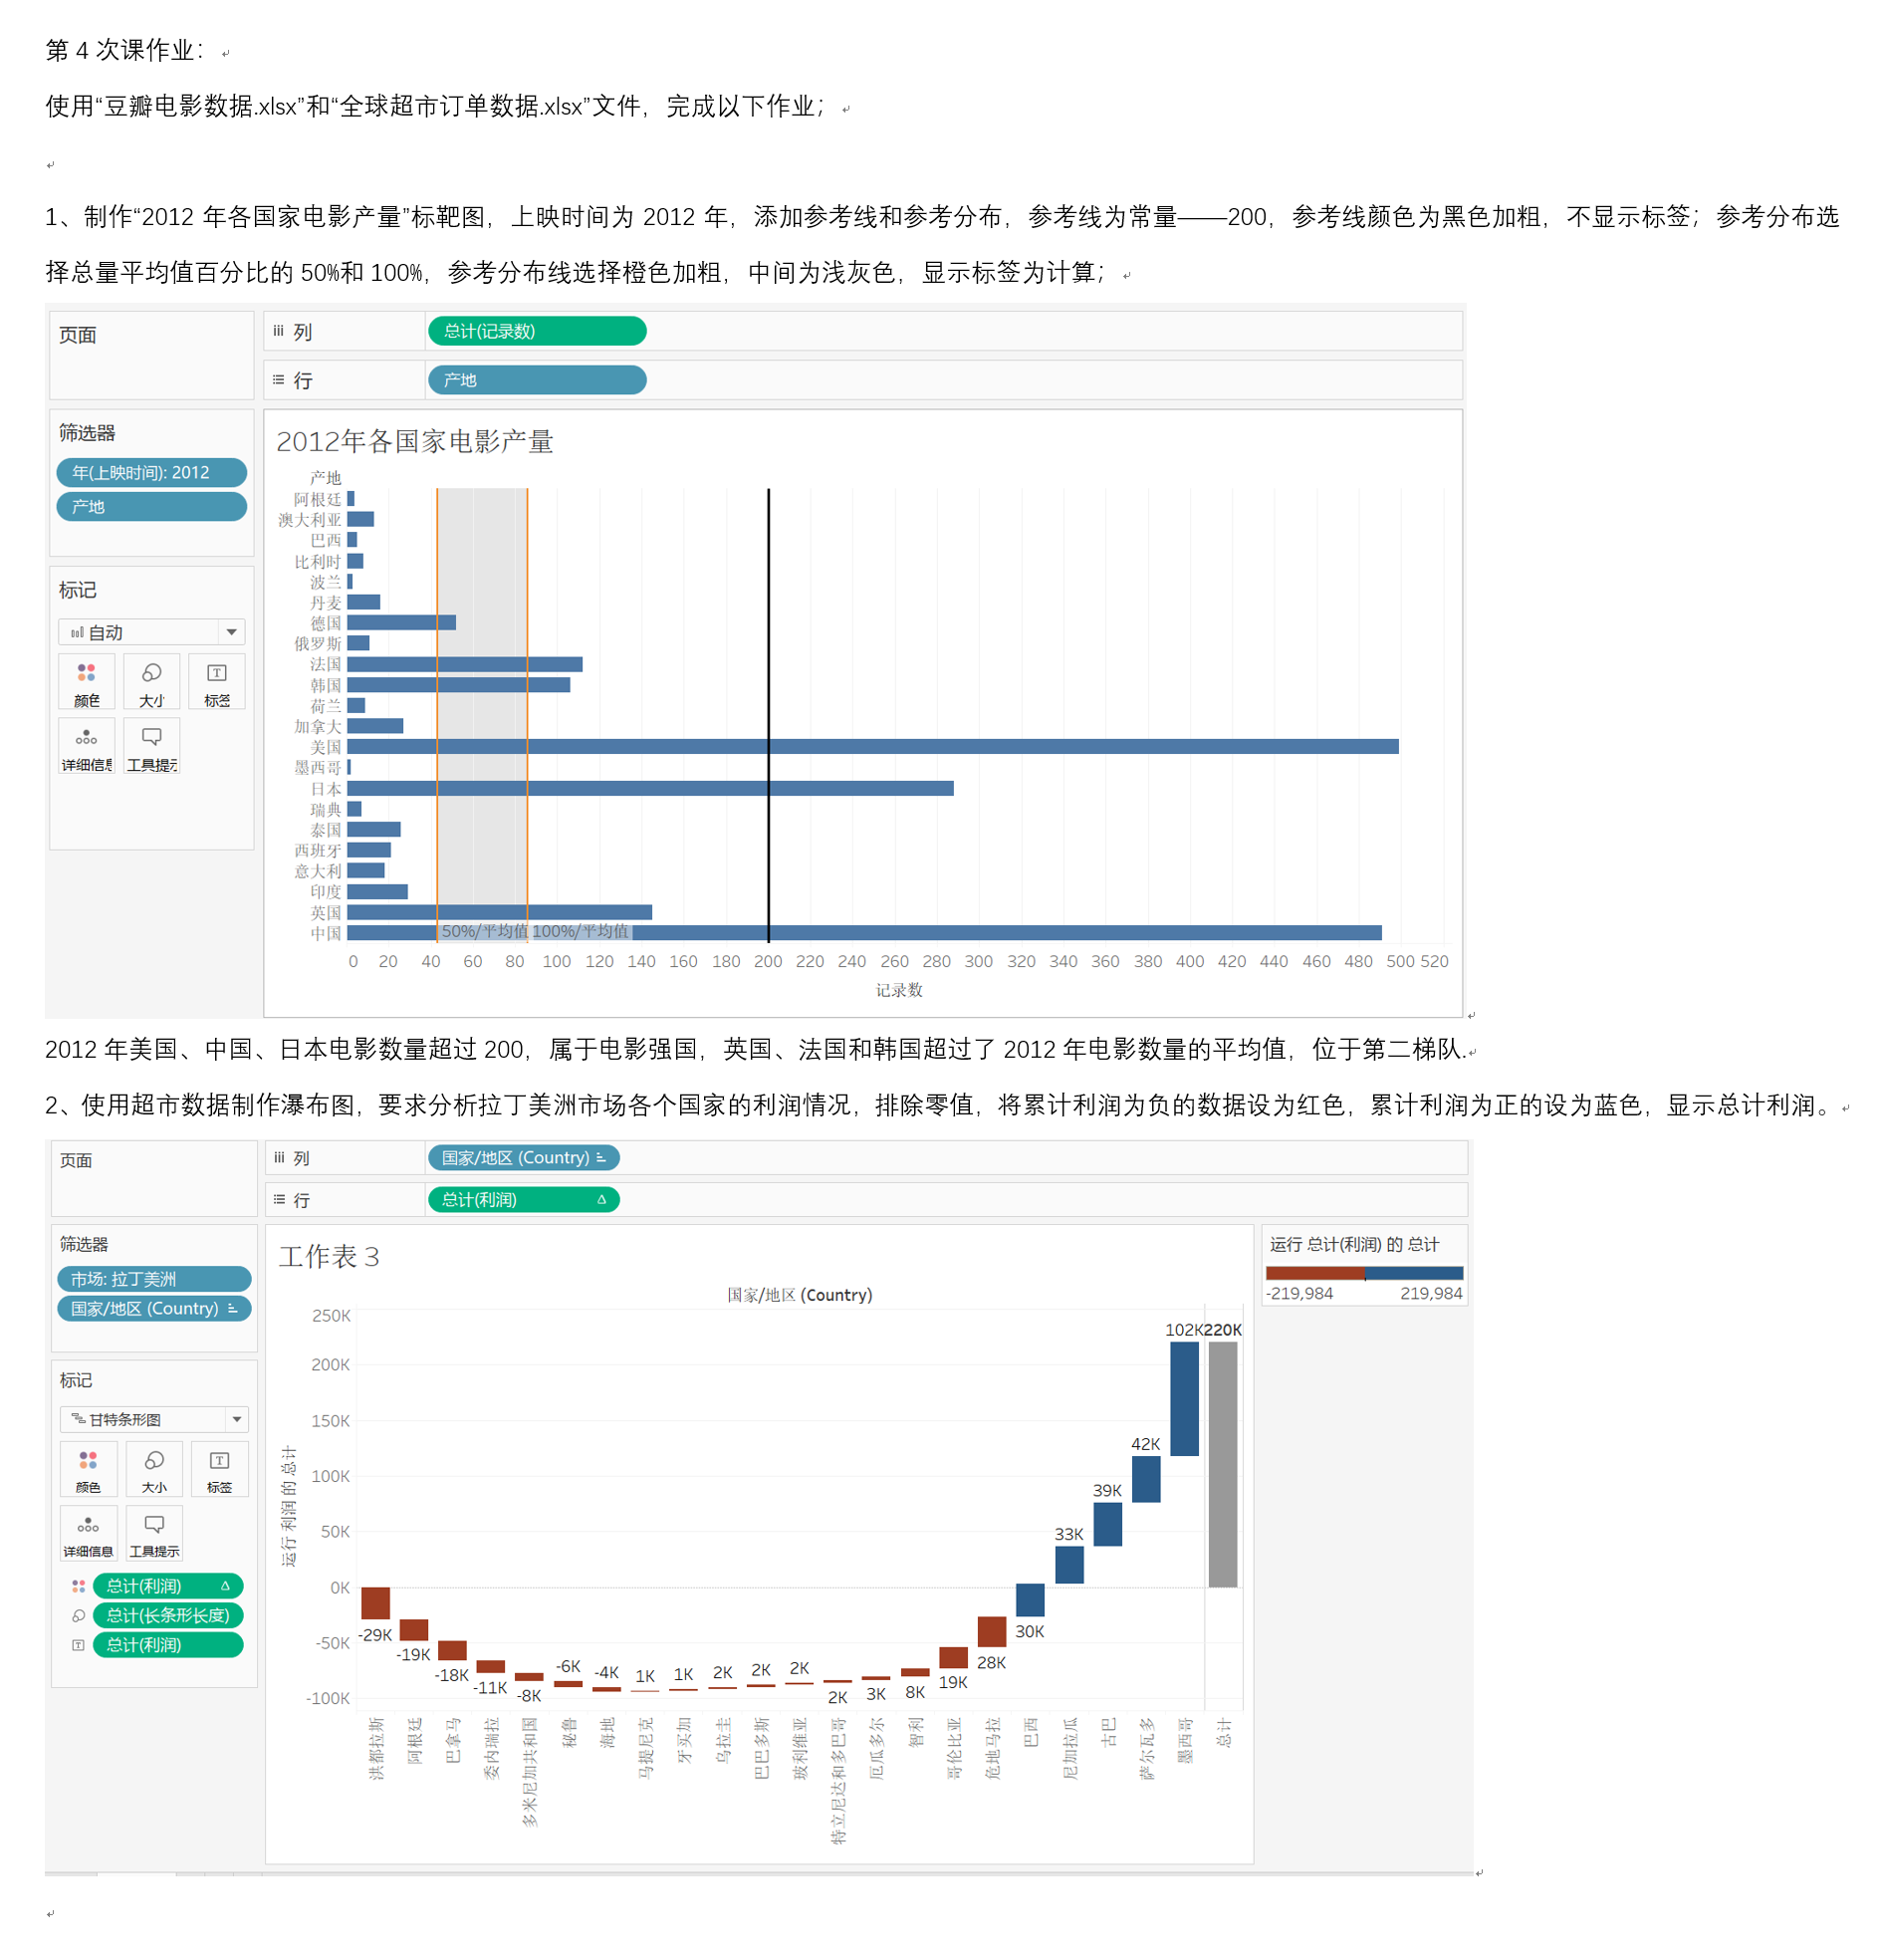 第 4 次课作业：
使用“豆瓣电影数据.xlsx”和“全球超市订单数据.xlsx”文件，完成以下作业；
1、制作“2012 年各国家电影产量”标靶图，上映时间为 2012 年，添加参考线和参考分布，参考线为常量——200，参考线颜色为黑色加粗，不显示标签；参考分布选
择总量平均值百分比的 50%和 100%，参考分布线选择橙色加粗，中间为浅灰色，显示标签为计算；
页面
列
总计(记录数)
行
产地
筛选器
年(上映时间): 2012
产地
标记
自动
颜色
大小
标签
详细信息
工具提示
2012年各国家电影产量
产地
阿根廷
澳大利亚
巴西
比利时
波兰
丹麦
德国
俄罗斯
法国
韩国
荷兰
加拿大
美国
墨西哥
日本
瑞典
泰国
西班牙
意大利
印度
英国
中国
50%/平均值 100%/平均值
0 20 40 60 80 100 120 140 160 180 200 220 240 260 280 300 320 340 360 380 400 420 440 460 480 500 520
记录数
2012 年美国、中国、日本电影数量超过 200，属于电影强国，英国、法国和韩国超过了 2012 年电影数量的平均值，位于第二梯队.
2、使用超市数据制作瀑布图，要求分析拉丁美洲市场各个国家的利润情况，排除零值，将累计利润为负的数据设为红色，累计利润为正的设为蓝色，显示总计利润。
页面
列
国家/地区 (Country)
行
总计(利润) Δ
筛选器
市场: 拉丁美洲
国家/地区 (Country)
标记
甘特条形图
颜色
大小
标签
详细信息
工具提示
总计(利润) Δ
总计(长条形长度)
总计(利润)
工作表 3
国家/地区 (Country)
运行 利润 的 总计
250K
200K
150K
100K
50K
0K
-50K
-100K
-29K
-19K
-18K
-11K
-8K
-6K
-4K
1K
1K
2K
2K
2K
2K
3K
8K
19K
28K
30K
33K
39K
42K
102K
220K
洪都拉斯
阿根廷
巴拿马
委内瑞拉
多米尼加共和国
秘鲁
海地
马提尼克
牙买加
乌拉圭
巴巴多斯
玻利维亚
特立尼达和多巴哥
厄瓜多尔
智利
哥伦比亚
危地马拉
巴西
尼加拉瓜
古巴
萨尔瓦多
墨西哥
总计
运行 总计(利润) 的 总计
-219,984 219,984